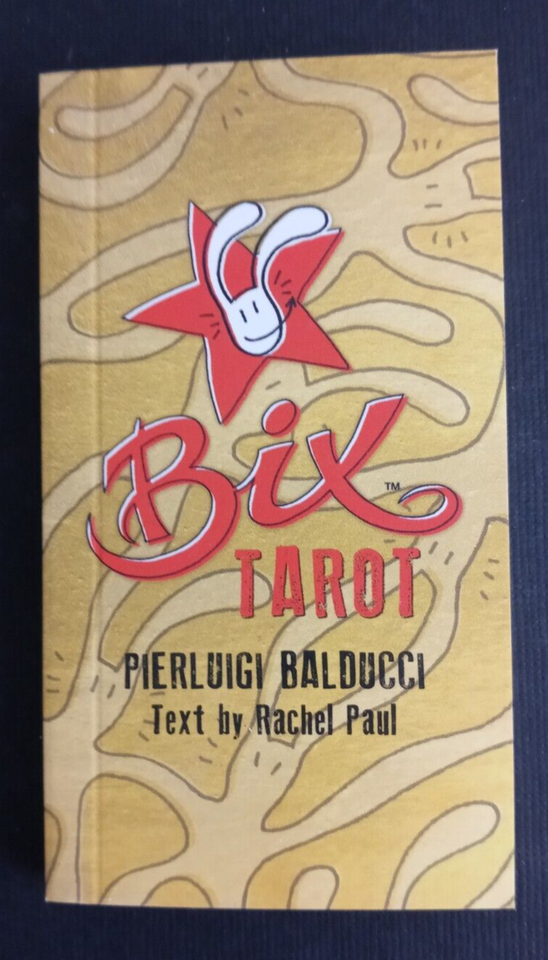 Bix™
TAROT
PIERLUIGI BALDUCCI
Text by Rachel Paul